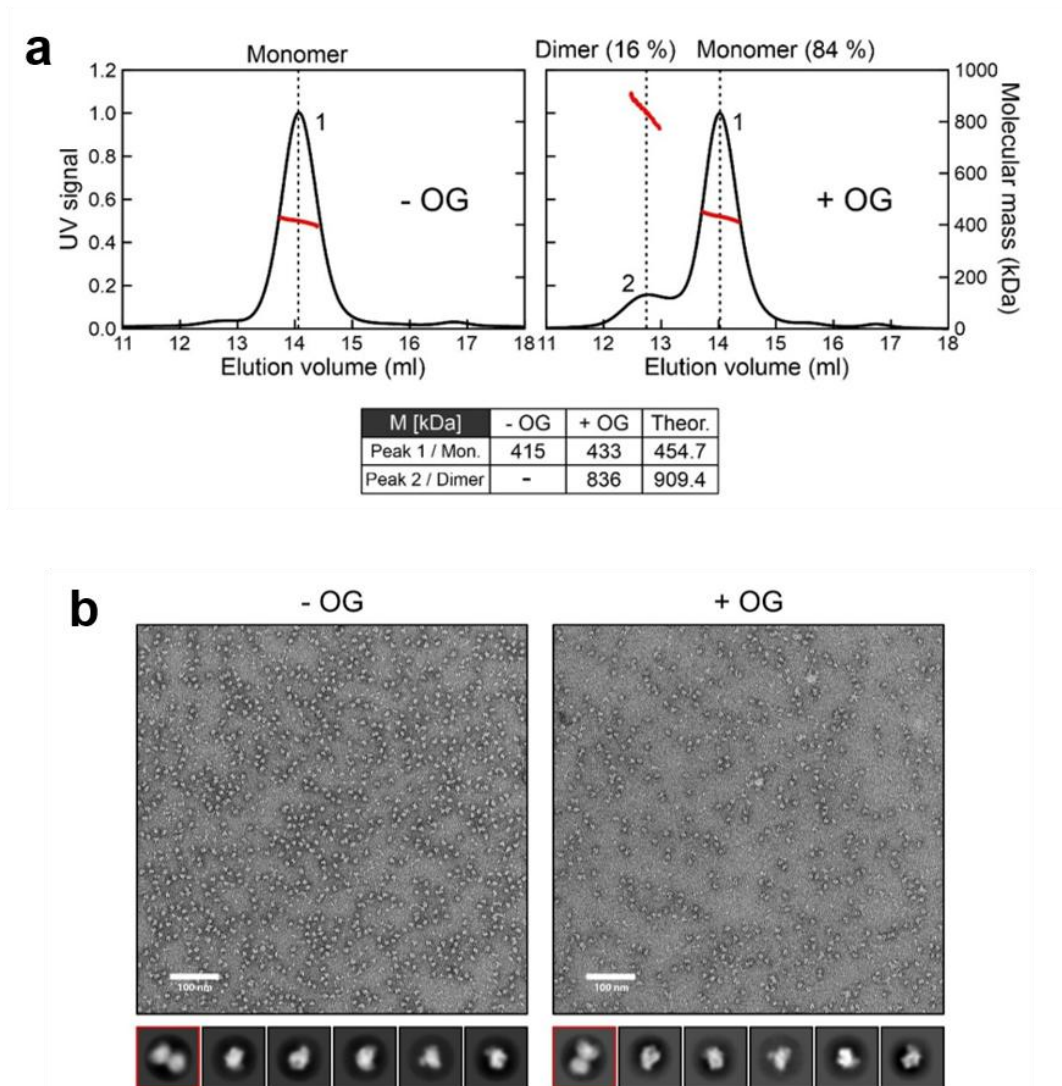 a
Monomer
Dimer (16 %) Monomer (84 %)
1.2
1.0
0.8
0.6
0.4
0.2
0.0
UV signal
1
- OG
11 12 13 14 15 16 17 18
Elution volume (ml)
2
1
+ OG
1000
800
600
400
200
0
Molecular mass (kDa)
11 12 13 14 15 16 17 18
Elution volume (ml)
M [kDa] - OG + OG Theor.
Peak 1 / Mon. 415 433 454.7
Peak 2 / Dimer - 836 909.4
b
- OG
+ OG
100 nm
100 nm